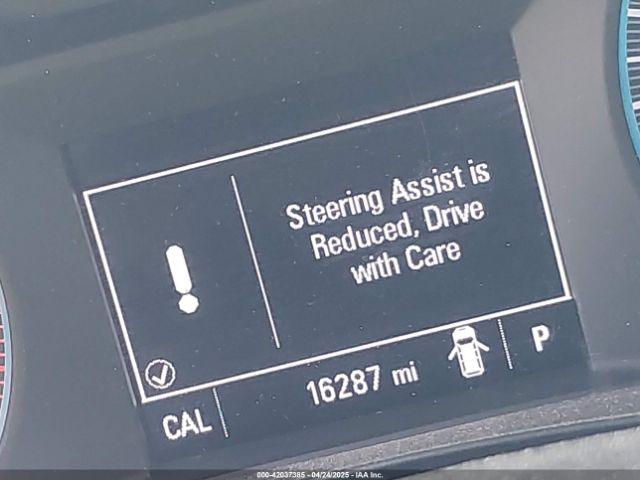 Steering Assist is
Reduced, Drive
with Care
CAL 16287 mi P
000-42037385 - 04/24/2025 - IAA Inc.